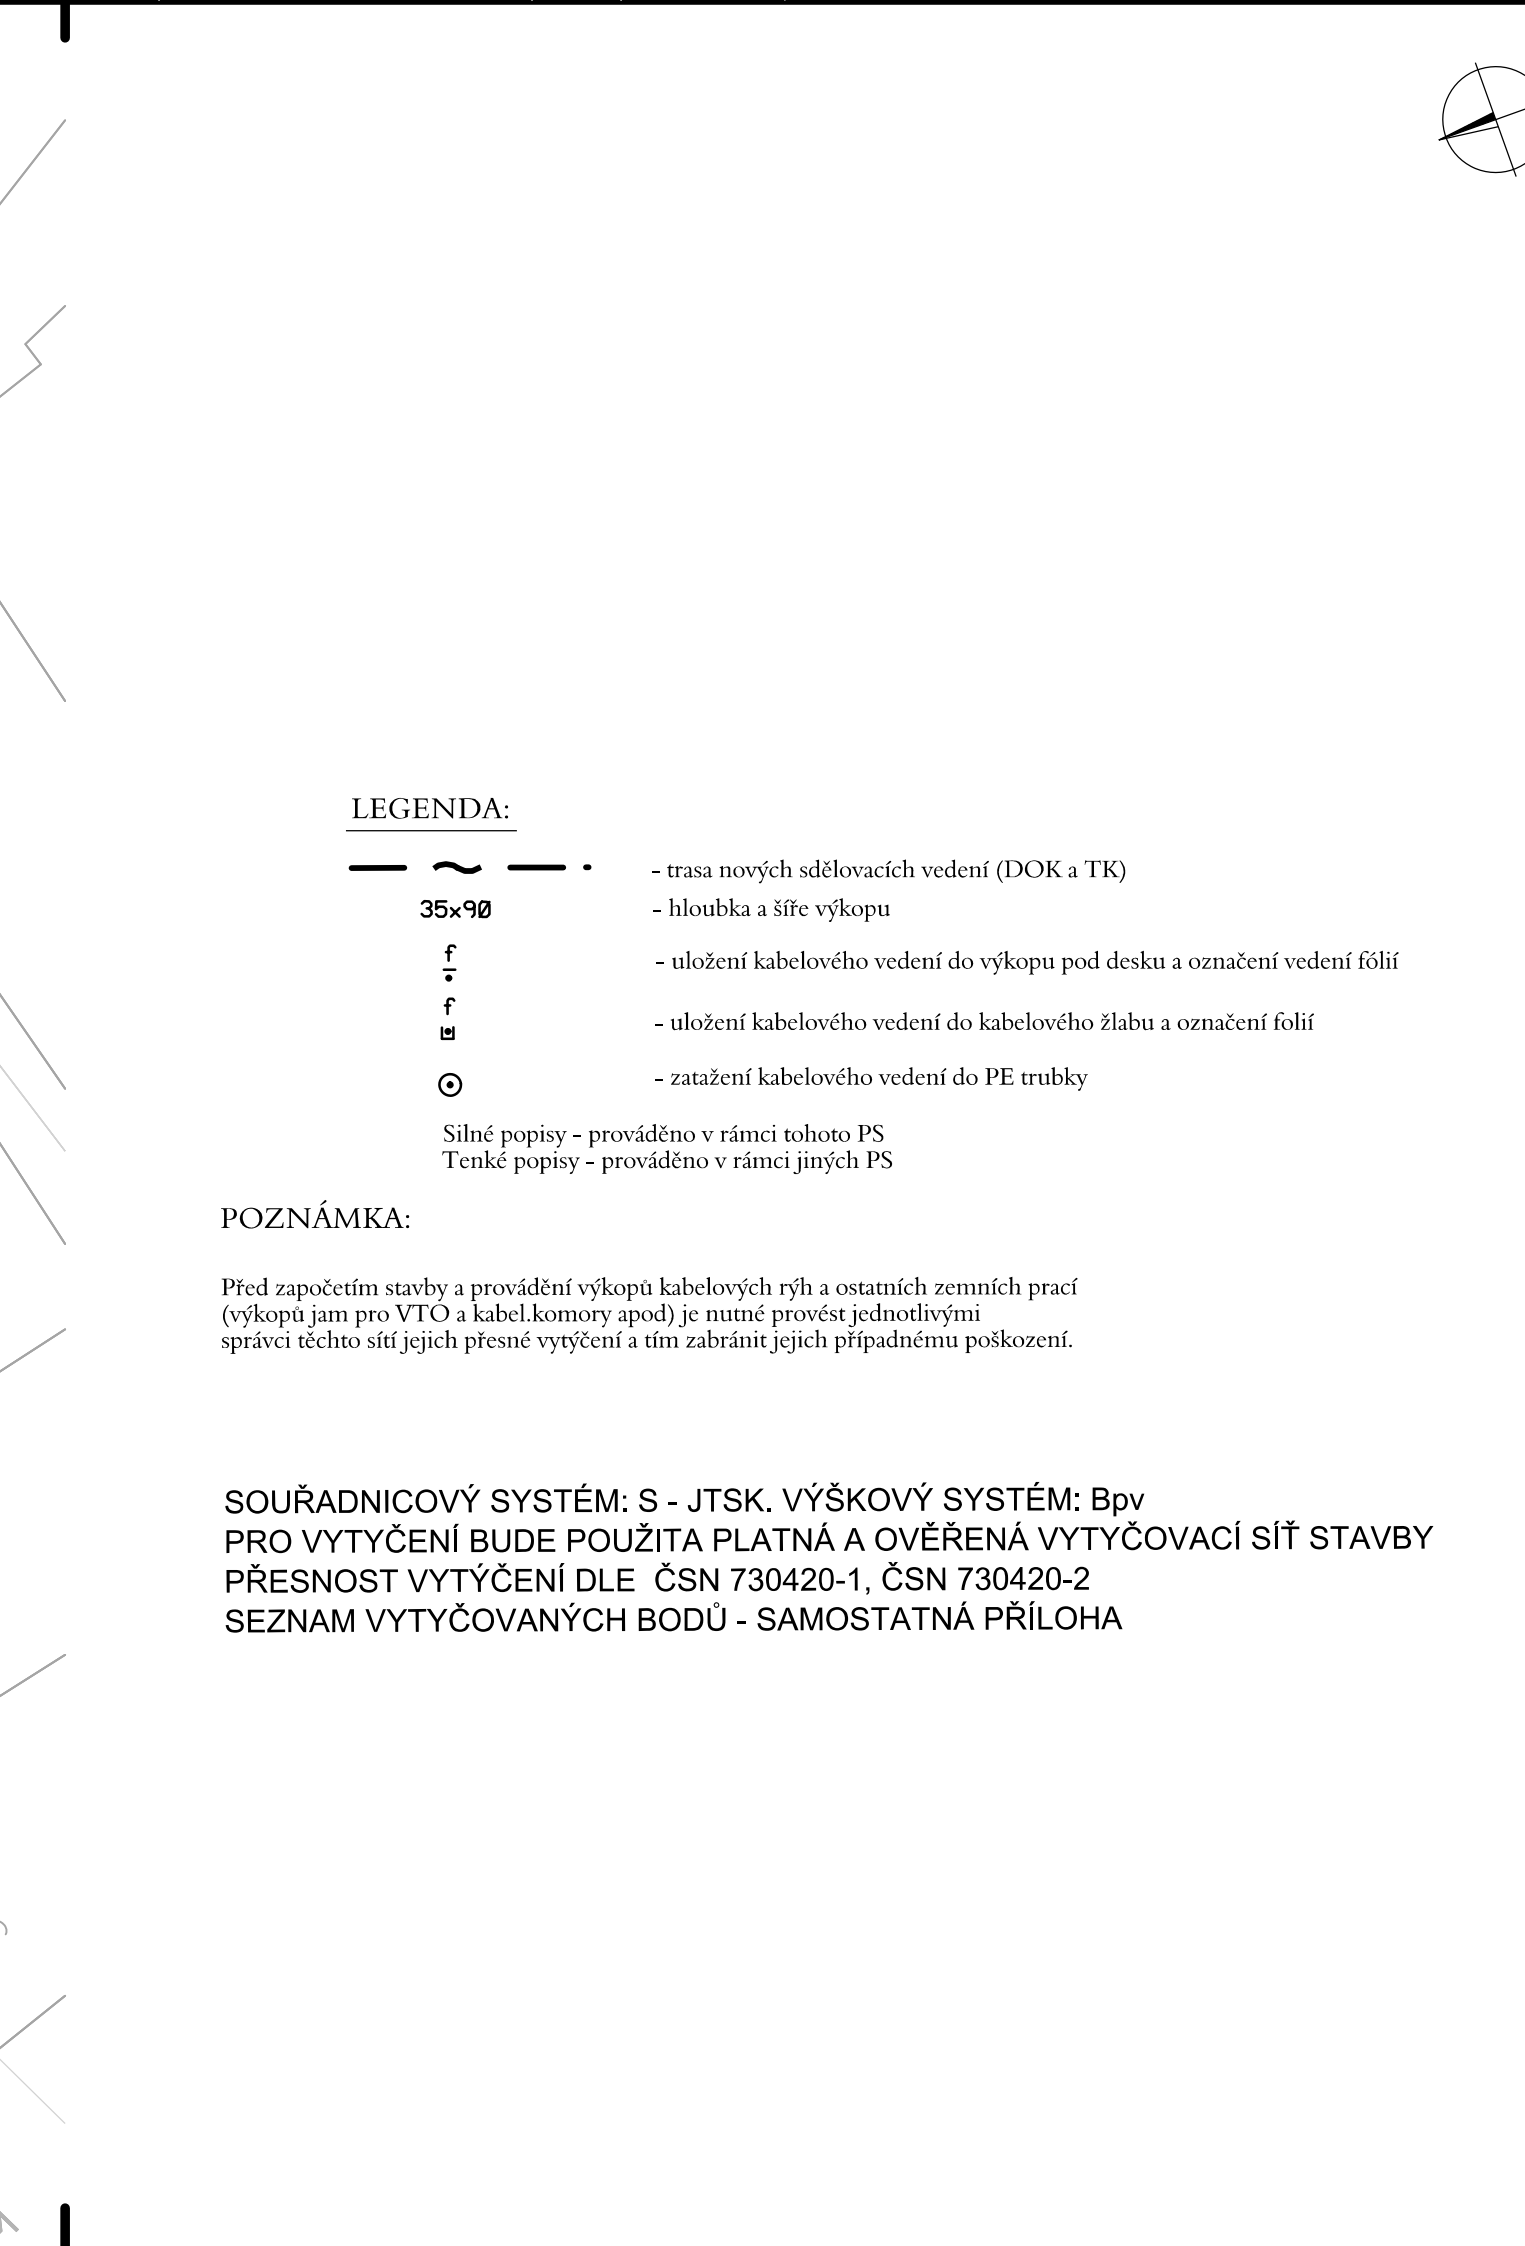 LEGENDA:
- trasa nových sdělovacích vedení (DOK a TK)
35x90 - hloubka a šíře výkopu
f - uložení kabelového vedení do výkopu pod desku a označení vedení fólií
f - uložení kabelového vedení do kabelového žlabu a označení folií
- zatažení kabelového vedení do PE trubky
Silné popisy - prováděno v rámci tohoto PS
Tenké popisy - prováděno v rámci jiných PS
POZNÁMKA:
Před započetím stavby a provádění výkopů kabelových rýh a ostatních zemních prací
(výkopů jam pro VTO a kabel.komory apod) je nutné provést jednotlivými
správci těchto sítí jejich přesné vytýčení a tím zabránit jejich případnému poškození.
SOUŘADNICOVÝ SYSTÉM: S - JTSK. VÝŠKOVÝ SYSTÉM: Bpv
PRO VYTYČENÍ BUDE POUŽITA PLATNÁ A OVĚŘENÁ VYTYČOVACÍ SÍŤ STAVBY
PŘESNOST VYTÝČENÍ DLE ČSN 730420-1, ČSN 730420-2
SEZNAM VYTYČOVANÝCH BODŮ - SAMOSTATNÁ PŘÍLOHA